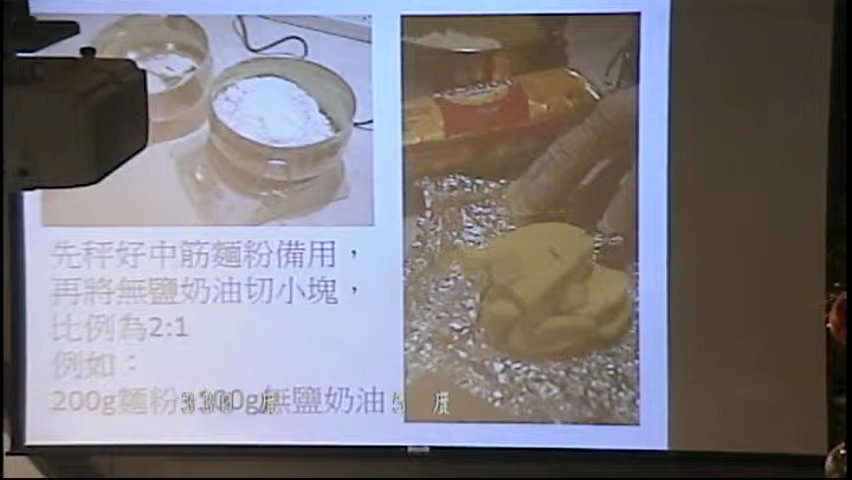 先秤好中筋麵粉備用，
再將無鹽奶油切小塊，
比例為2:1
例如：
200g麵粉 100g無鹽奶油